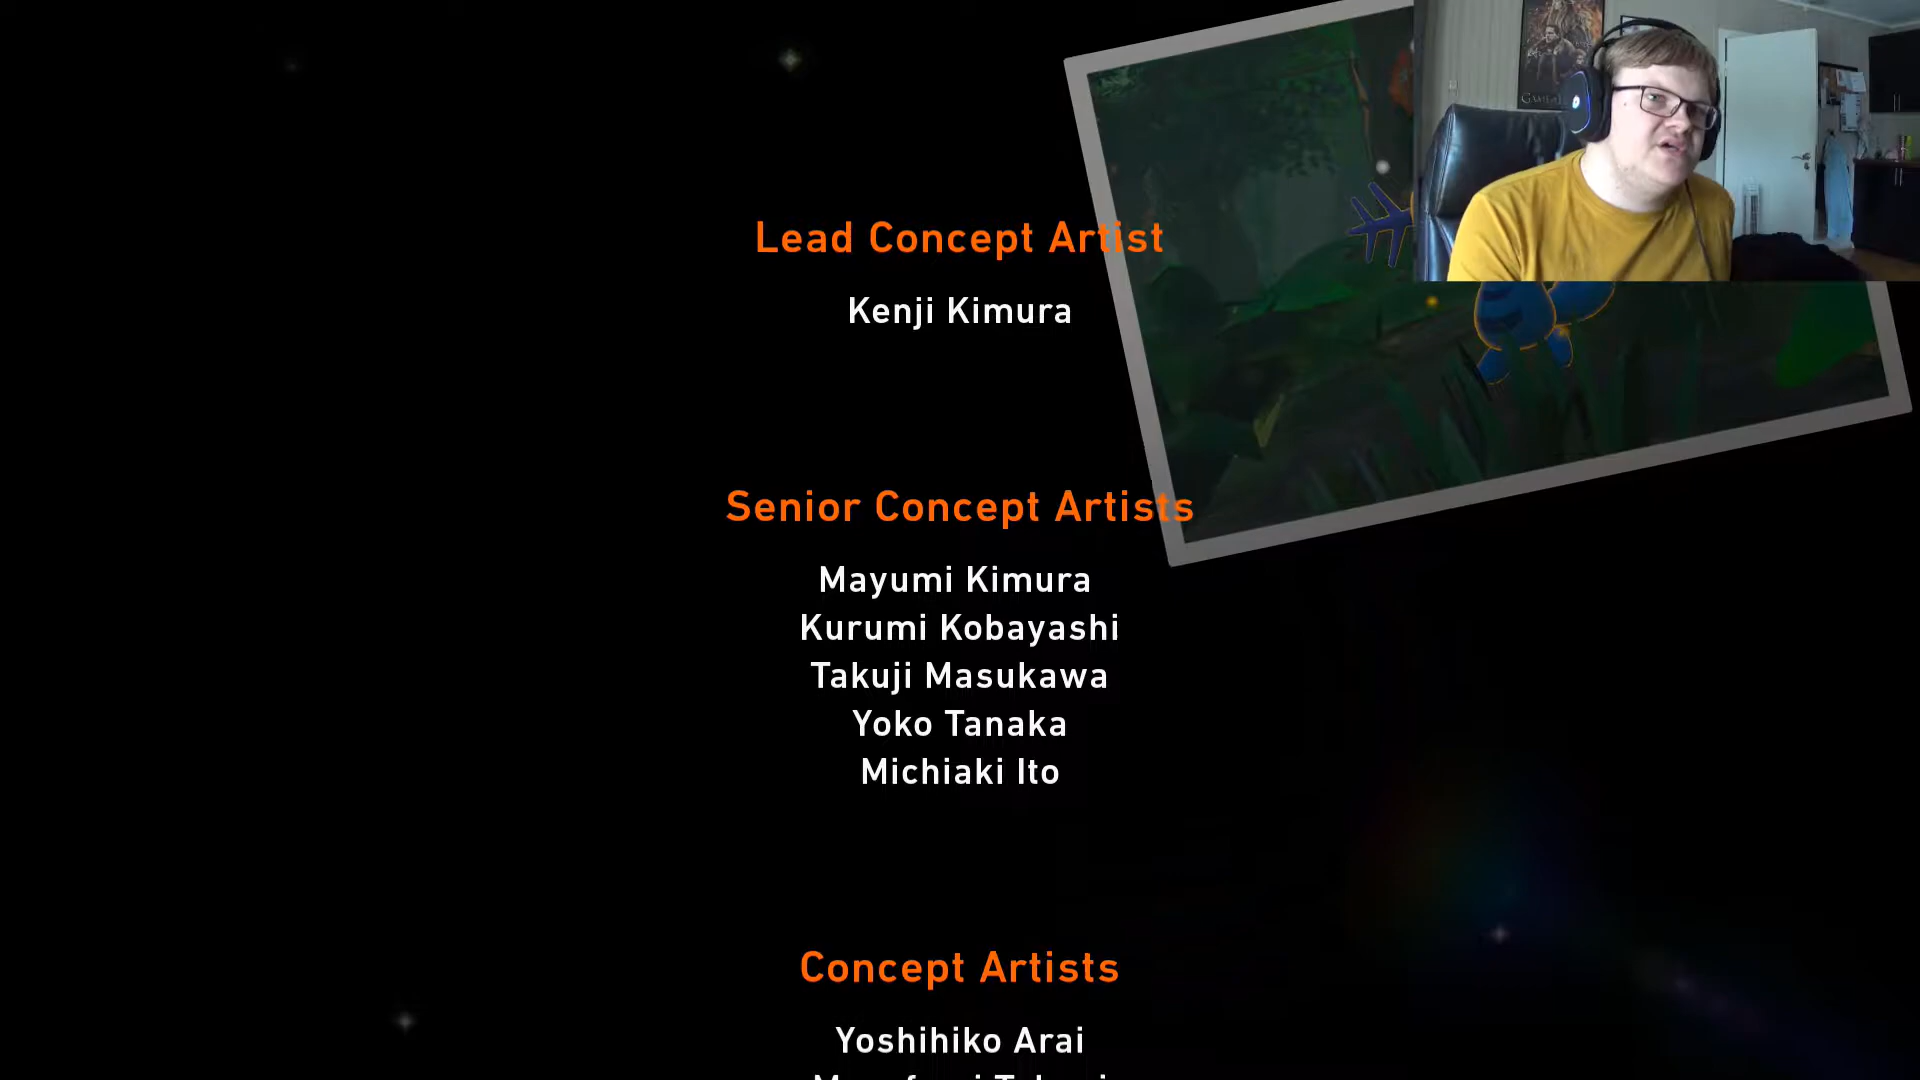 Lead Concept Artist
Kenji Kimura
Senior Concept Artists
Mayumi Kimura
Kurumi Kobayashi
Takuji Masukawa
Yoko Tanaka
Michiaki Ito
Concept Artists
Yoshihiko Arai